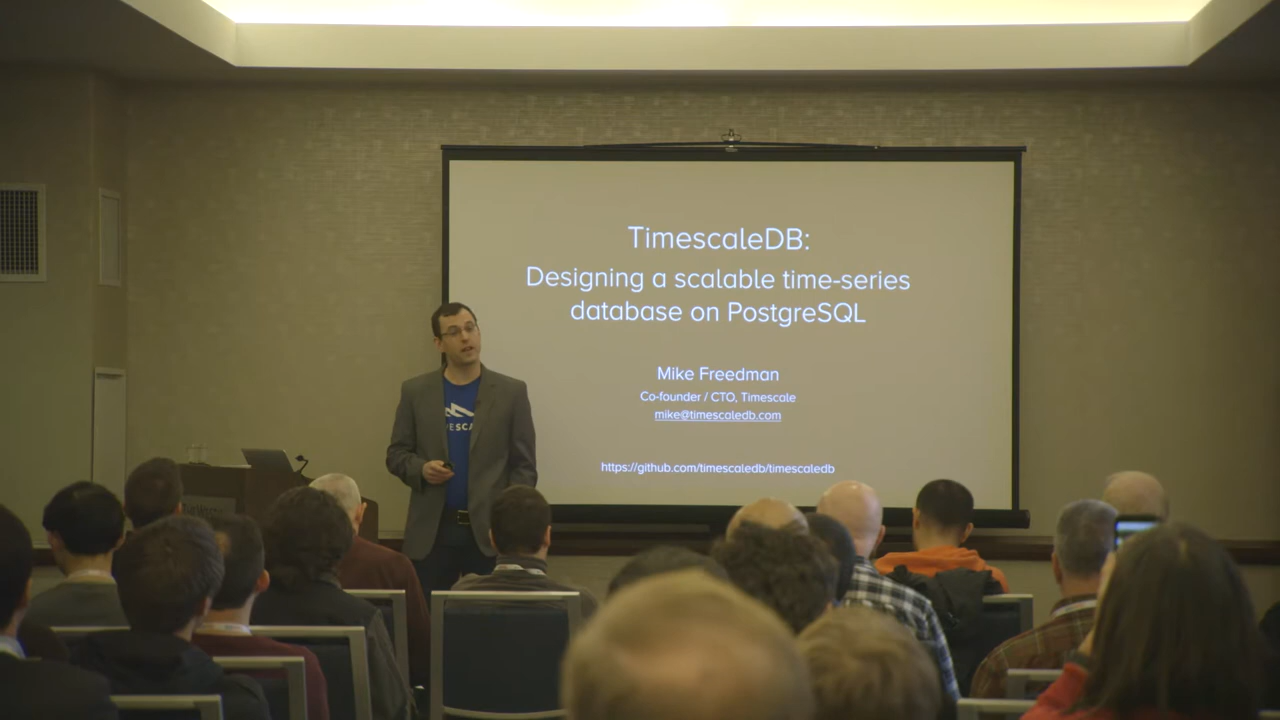 TimescaleDB:
Designing a scalable time-series
database on PostgreSQL
Mike Freedman
Co-founder / CTO, Timescale
mike@timescaledb.com
https://github.com/timescaledb/timescaledb
ESCA